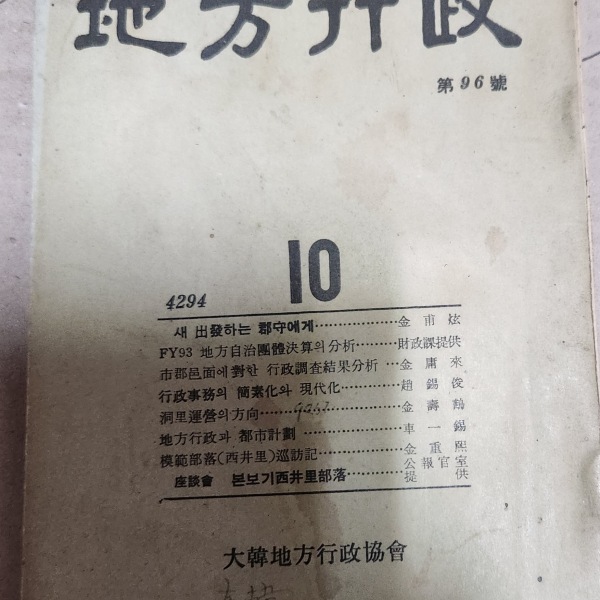 地方行政
第96號
10
4294
새 出發하는 郡守에게 金甫炫
FY93 地方自治團體決算의 分析 財政課提供
市郡邑面에 對한 行政調査結果分析 金庸來
行政事務의 簡素化와 現代化 趙錫俊
洞里運營의 方向 金壽鶴
地方行政과 都市計劃 車一錫
模範部落(西井里)巡訪記 金重熙
座談會 본보기西井里部落 公報官室提供
大韓地方行政協會